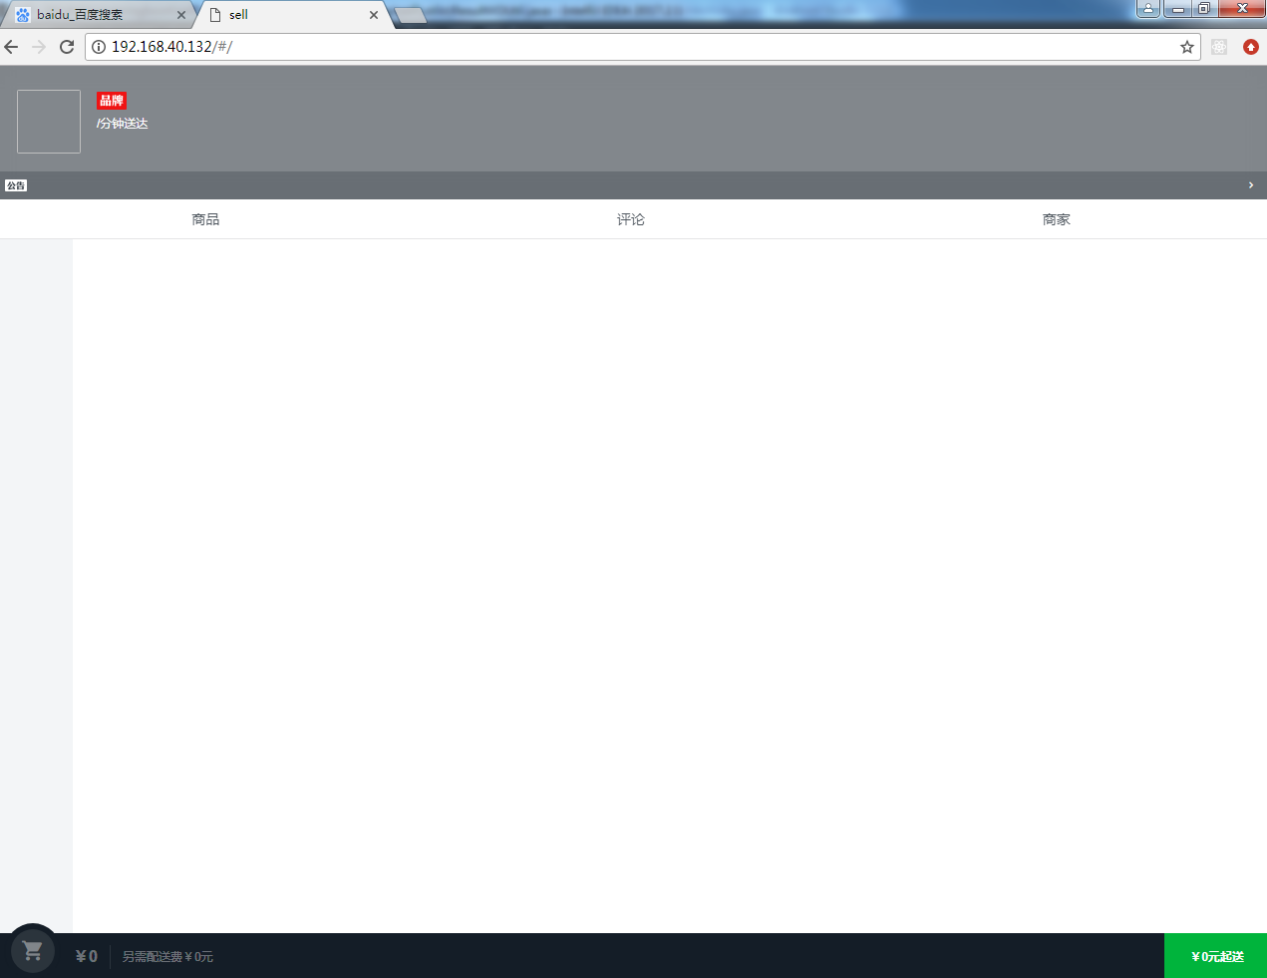 baidu_百度搜索
sell
192.168.40.132/#/
品牌
/分钟送达
公告
商品
评论
商家
¥0
另需配送费¥0元
¥0元起送